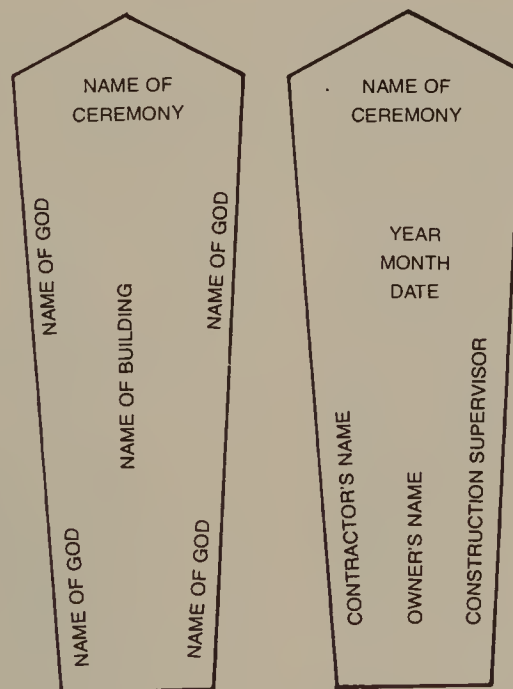 NAME OF
CEREMONY
NAME OF GOD
NAME OF GOD
NAME OF BUILDING
NAME OF GOD
NAME OF GOD
NAME OF
CEREMONY
YEAR
MONTH
DATE
CONTRACTOR'S NAME
OWNER'S NAME
CONSTRUCTION SUPERVISOR